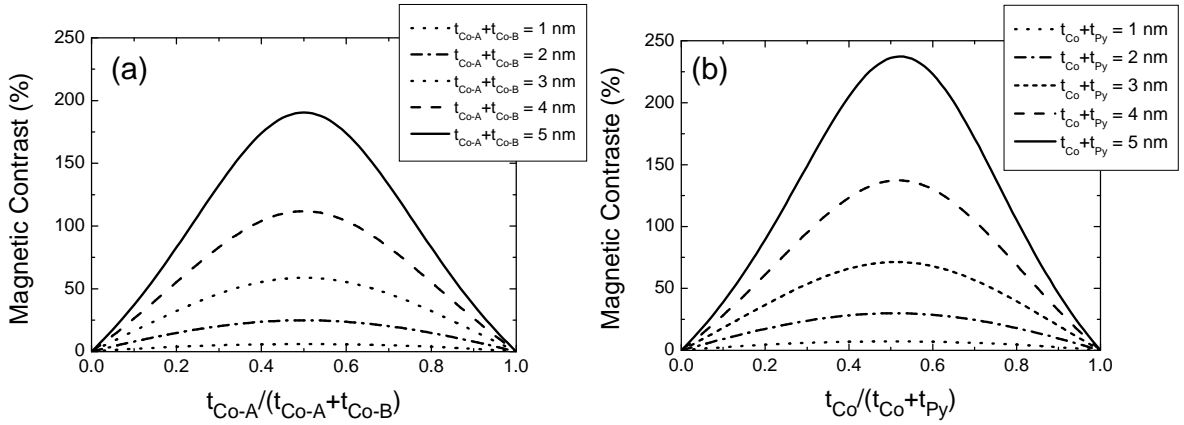 (a)
t_Co-A+t_Co-B = 1 nm
t_Co-A+t_Co-B = 2 nm
t_Co-A+t_Co-B = 3 nm
t_Co-A+t_Co-B = 4 nm
t_Co-A+t_Co-B = 5 nm
Magnetic Contrast (%)
250
200
150
100
50
0
0.0 0.2 0.4 0.6 0.8 1.0
t_Co-A/(t_Co-A+t_Co-B)
(b)
t_Co+t_Py = 1 nm
t_Co+t_Py = 2 nm
t_Co+t_Py = 3 nm
t_Co+t_Py = 4 nm
t_Co+t_Py = 5 nm
Magnetic Contraste (%)
250
200
150
100
50
0
0.0 0.2 0.4 0.6 0.8 1.0
t_Co/(t_Co+t_Py)